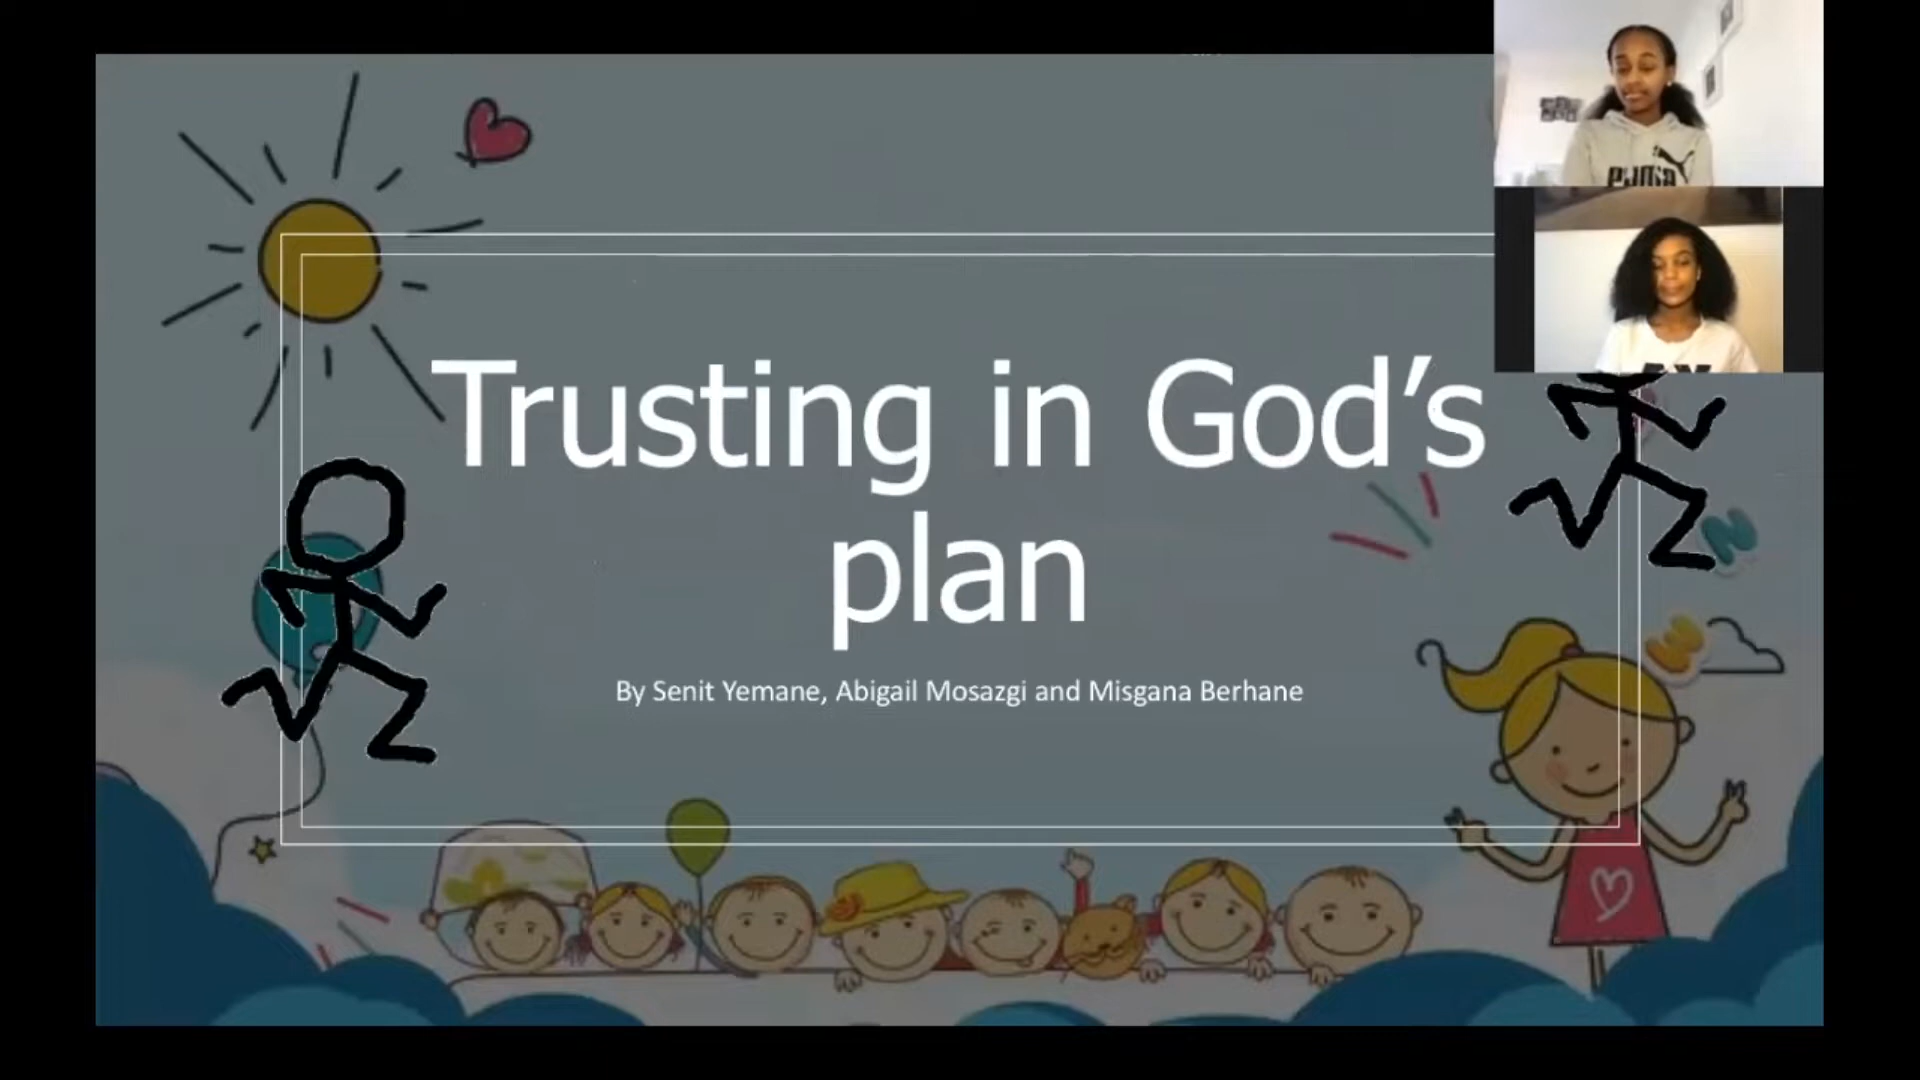 Trusting in God's
plan
By Senit Yemane, Abigail Mosazgi and Misgana Berhane
PUMA